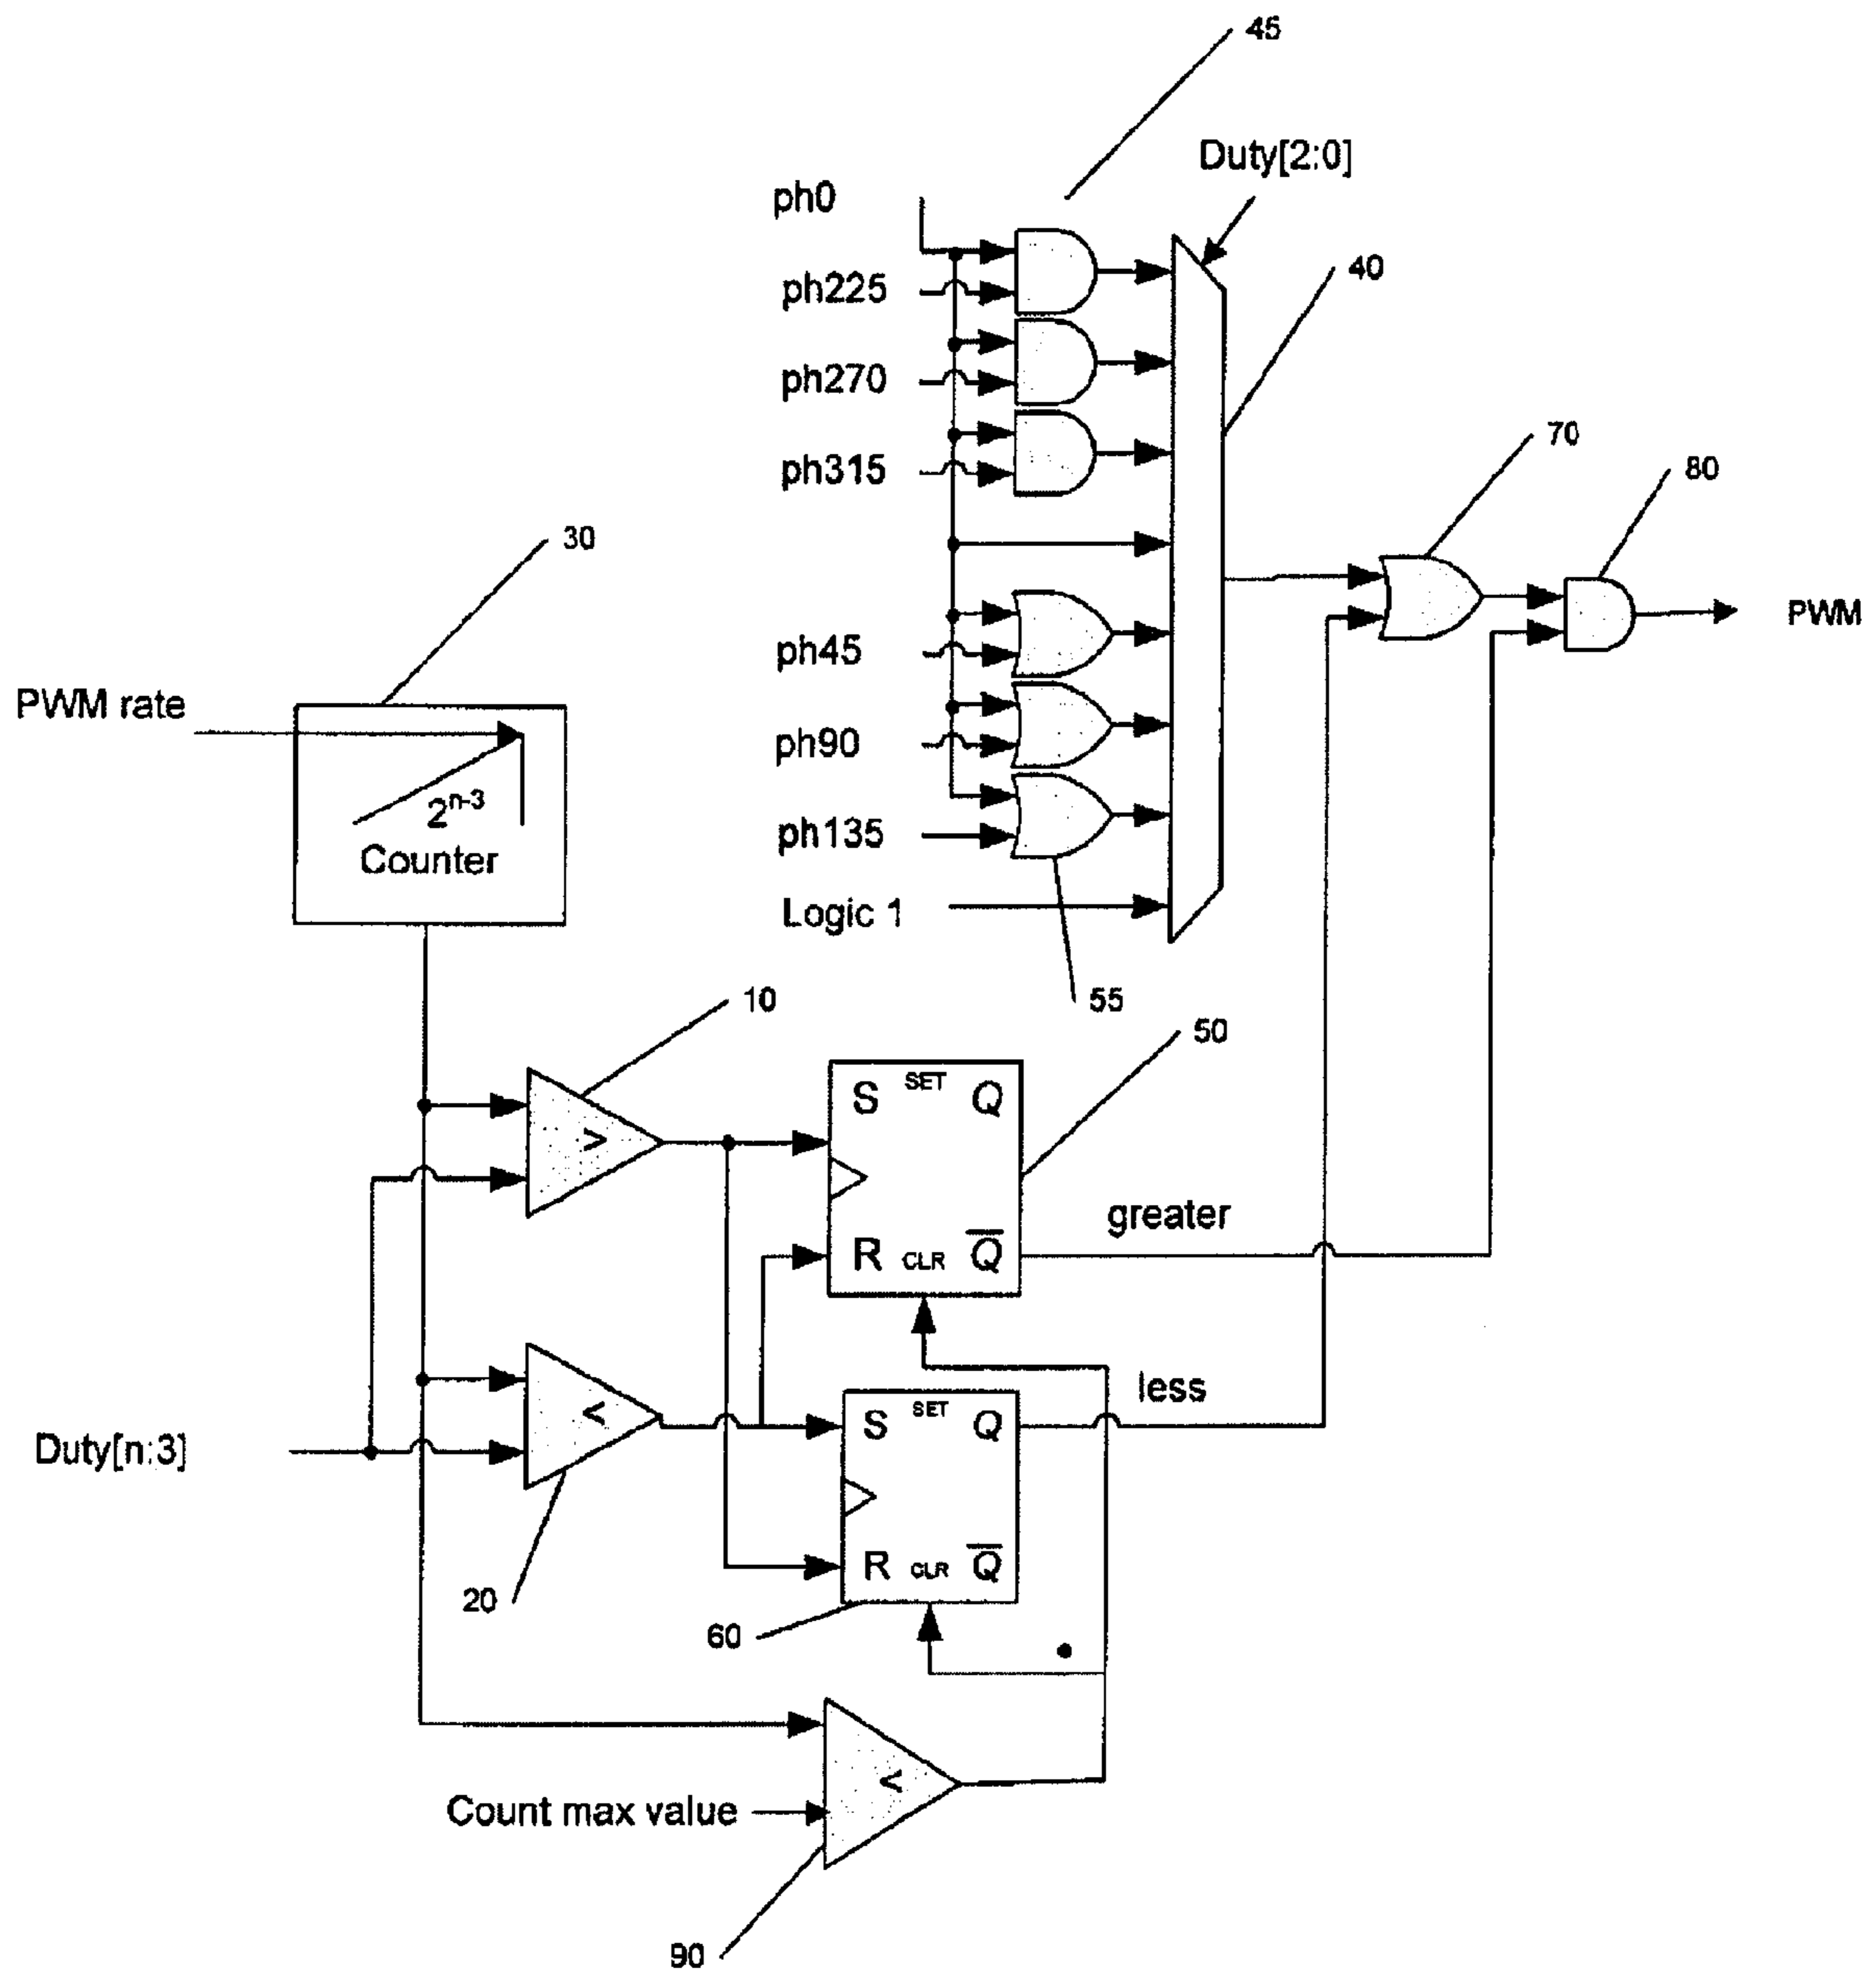 45
Duty[2:0]
ph0
40
ph225
ph270
70
ph315
80
30
PWM
ph45
PWM rate
ph90
2ⁿ⁻³
Counter
ph135
Logic 1
10
55
50
S SET Q
>
greater
R CLR Q̅
less
S SET Q
<
Duty[n:3]
R CLR Q̅
20
60
<
Count max value
90